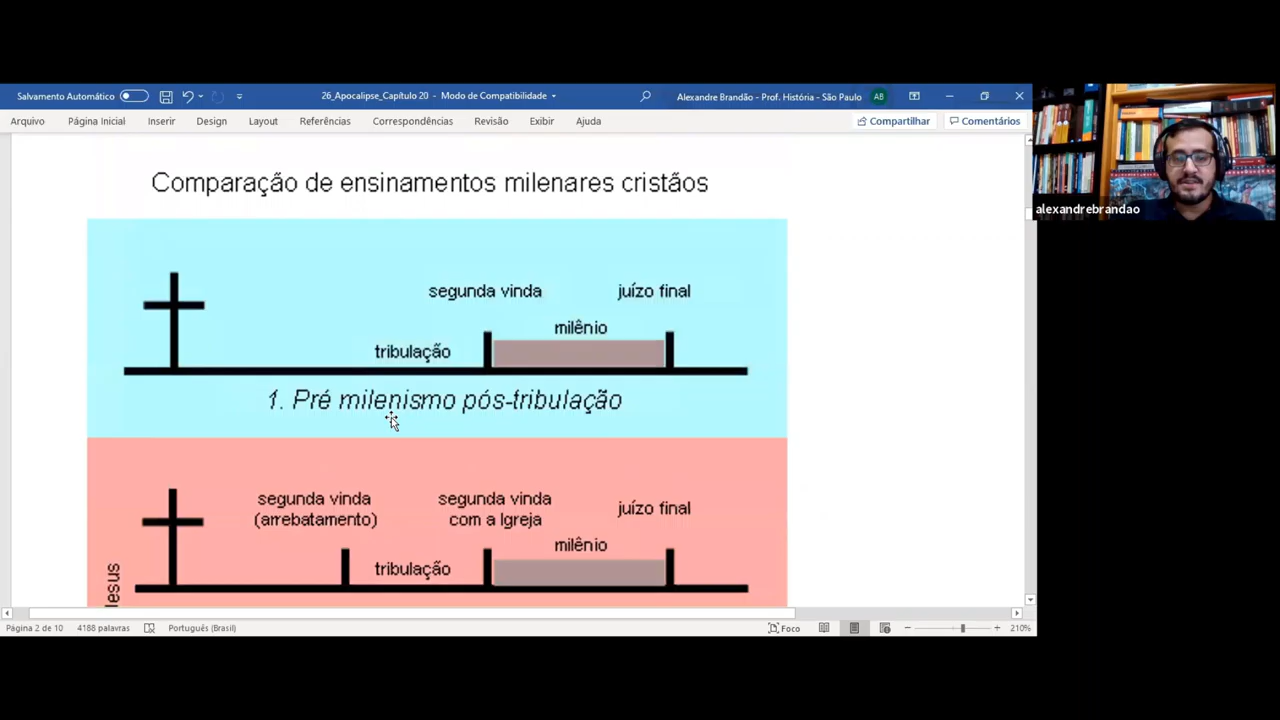 Salvamento Automático
26_Apocalipse_Capítulo 20 - Modo de Compatibilidade
Alexandre Brandão - Prof. História - São Paulo
AB
Arquivo Página Inicial Inserir Design Layout Referências Correspondências Revisão Exibir Ajuda
Compartilhar
Comentários
Comparação de ensinamentos milenares cristãos
segunda vinda juízo final
milênio
tribulação
1. Pré milenismo pós-tribulação
segunda vinda
(arrebatamento)
segunda vinda
com a Igreja
juízo final
milênio
tribulação
Jesus
alexandrebrandao
Página 2 de 10 4188 palavras Português (Brasil)
Foco
210%